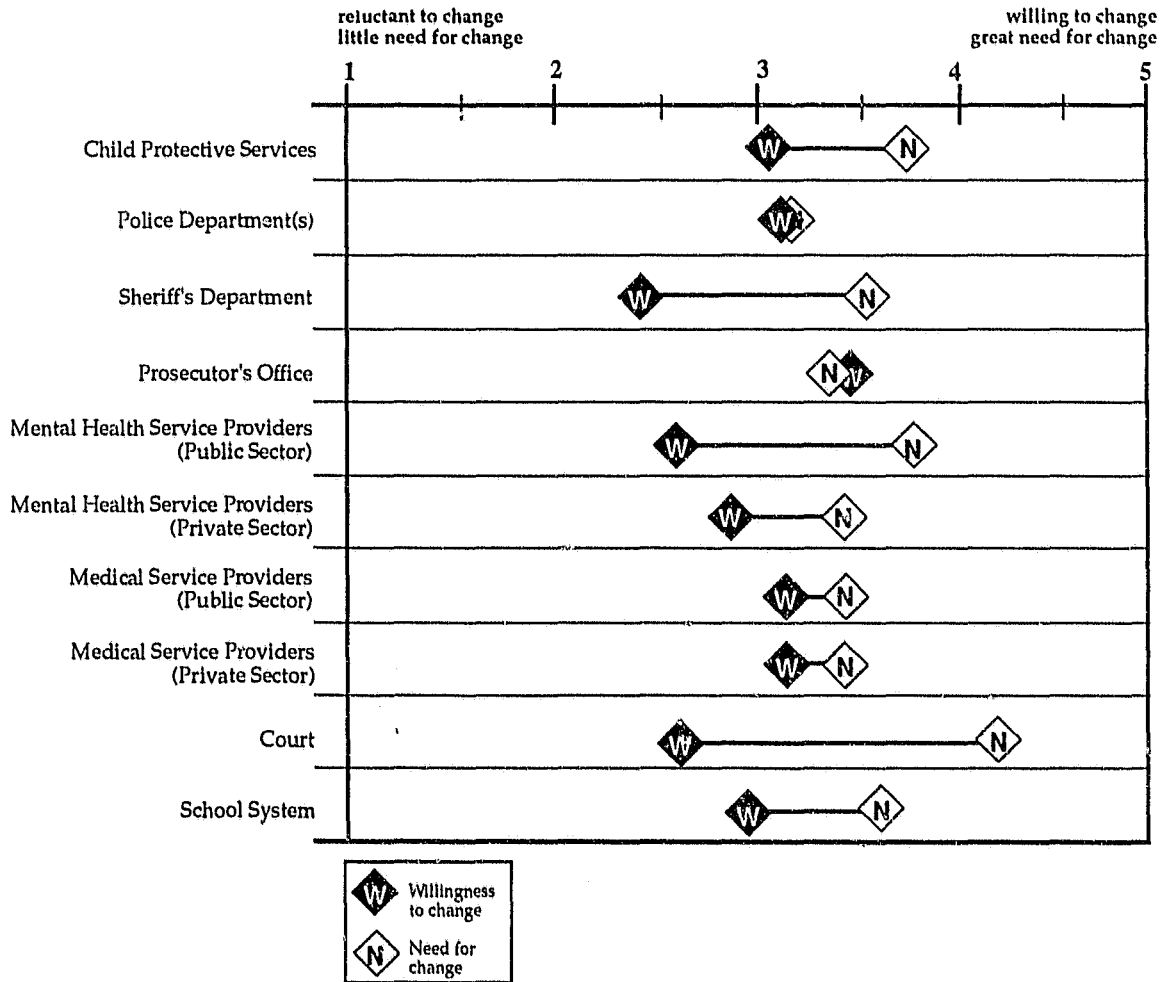 reluctant to change
little need for change
willing to change
great need for change
1 2 3 4 5
Child Protective Services W N
Police Department(s) W
Sheriff's Department W N
Prosecutor's Office N W
Mental Health Service Providers
(Public Sector) W N
Mental Health Service Providers
(Private Sector) W N
Medical Service Providers
(Public Sector) W N
Medical Service Providers
(Private Sector) W N
Court W N
School System W N
W Willingness
to change
N Need for
change